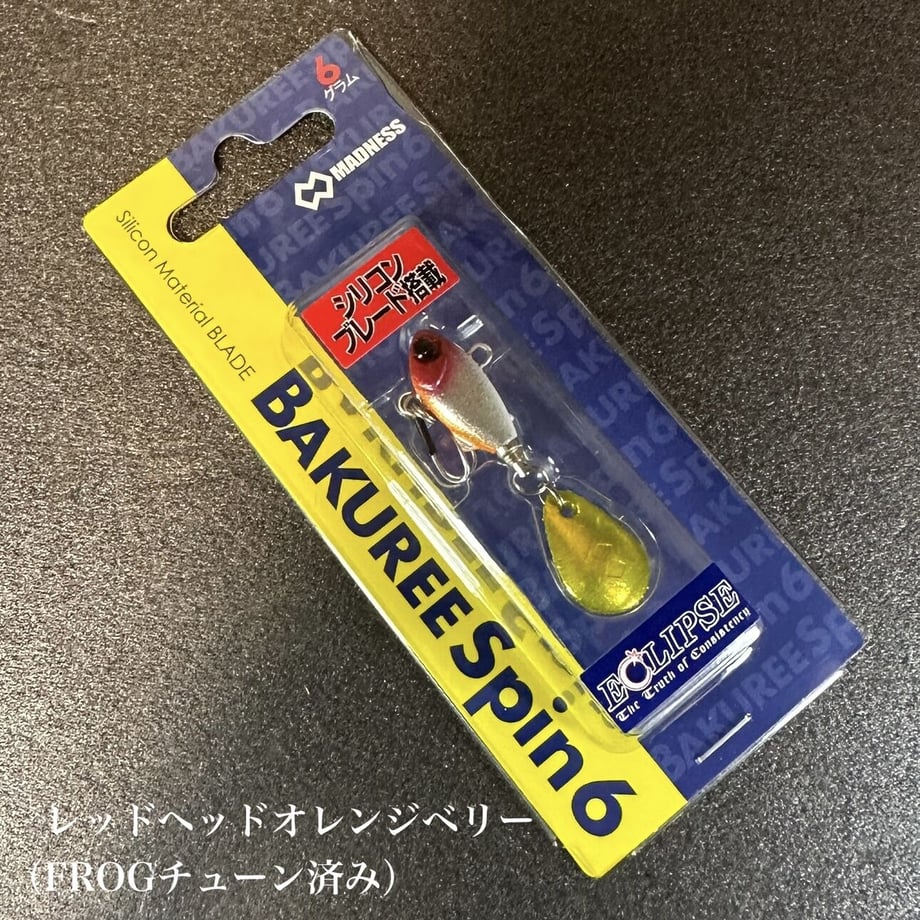 6
グラム
MADNESS
Silicon Material BLADE
シリコン
ブレード搭載
BAKUREE Spin6
ECLIPSE
The Truth of Consistency
レッドヘッドオレンジベリー
(FROGチューン済み)